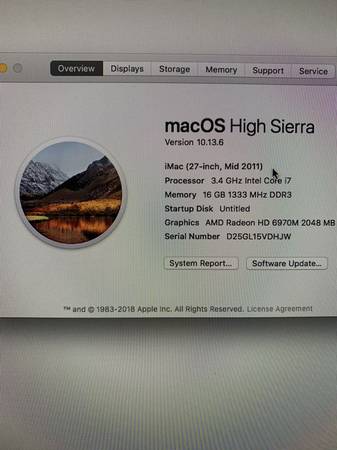 Overview Displays Storage Memory Support Service
macOS High Sierra
Version 10.13.6
iMac (27-inch, Mid 2011)
Processor 3.4 GHz Intel Core i7
Memory 16 GB 1333 MHz DDR3
Startup Disk Untitled
Graphics AMD Radeon HD 6970M 2048 MB
Serial Number D25GL15VDHJW
System Report... Software Update...
™ and © 1983-2018 Apple Inc. All Rights Reserved. License Agreement